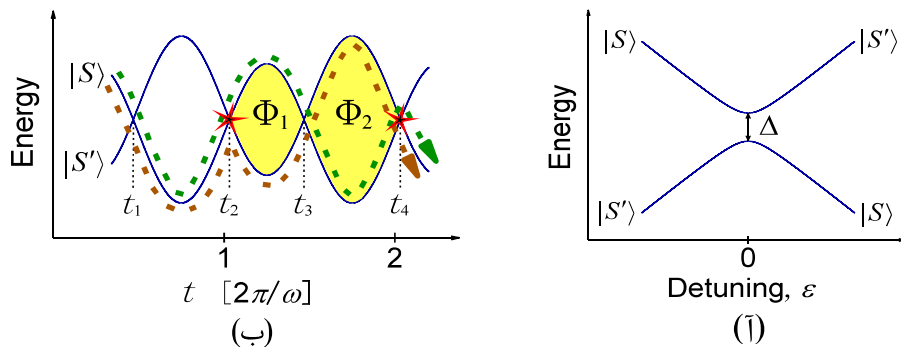 Energy
|S⟩
|S′⟩
Φ₁
Φ₂
t₁
t₂
t₃
t₄
1
2
t [2π/ω]
(ب)
Energy
|S⟩
|S′⟩
Δ
|S′⟩
|S⟩
0
Detuning, ε
(آ)